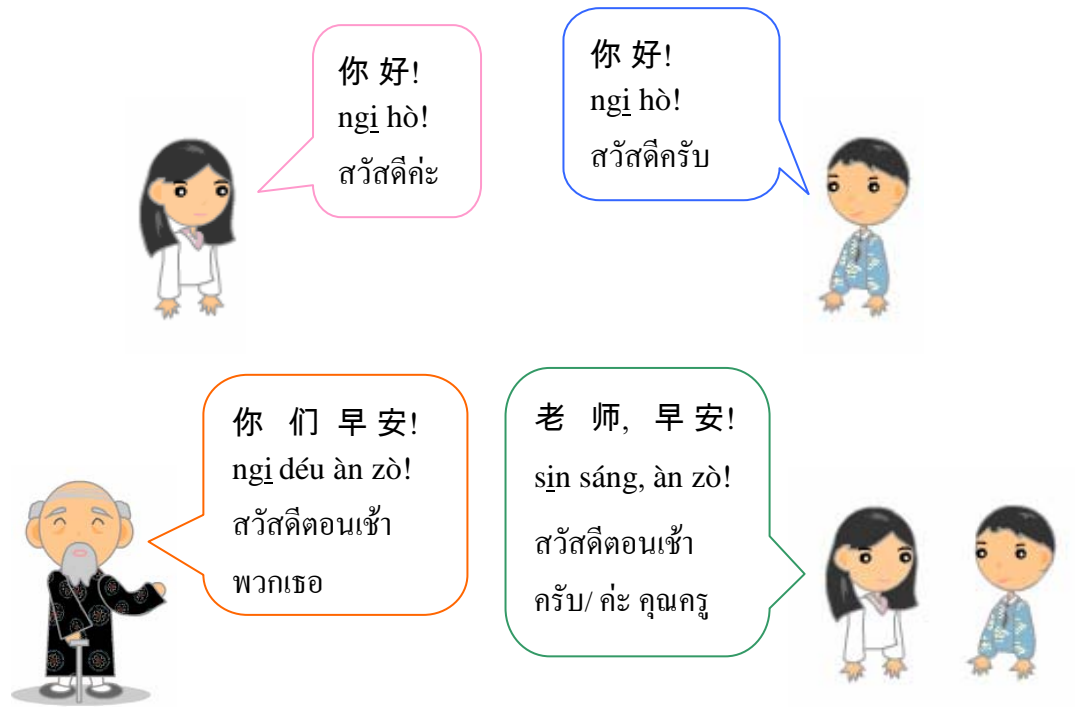 你 好!
ngi̲ hò!
สวัสดีค่ะ
你 好!
ngi̲ hò!
สวัสดีครับ
你 们 早 安!
ngi̲ déu àn zò!
สวัสดีตอนเช้า
พวกเธอ
老 师, 早 安!
si̲n sáng, àn zò!
สวัสดีตอนเช้า
ครับ/ ค่ะ คุณครู